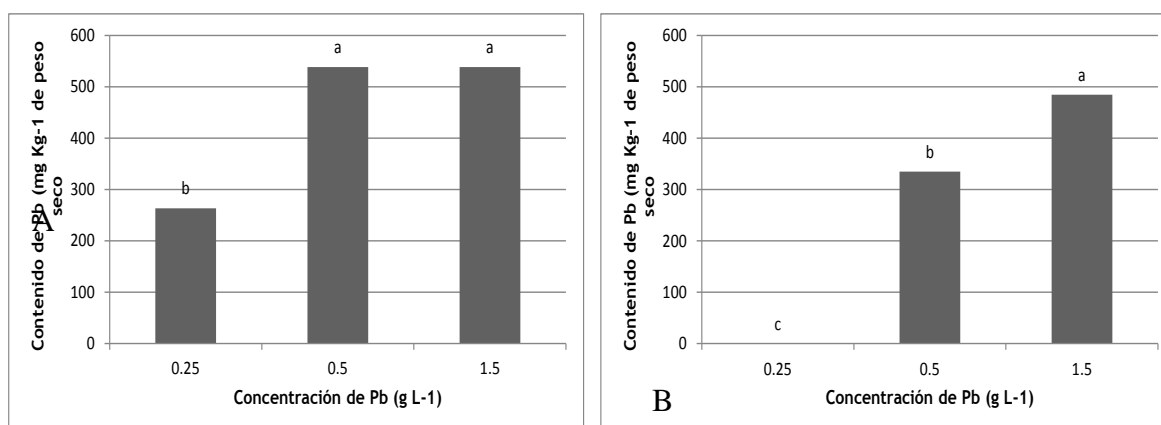 Contenido de Pb (mg Kg-1 de peso
seco
600
500
400
300
200
100
0
b
a
a
0.25
0.5
1.5
Concentración de Pb (g L-1)
A
Contenido de Pb (mg Kg-1 de peso
seco
600
500
400
300
200
100
0
c
b
a
0.25
0.5
1.5
Concentración de Pb (g L-1)
B